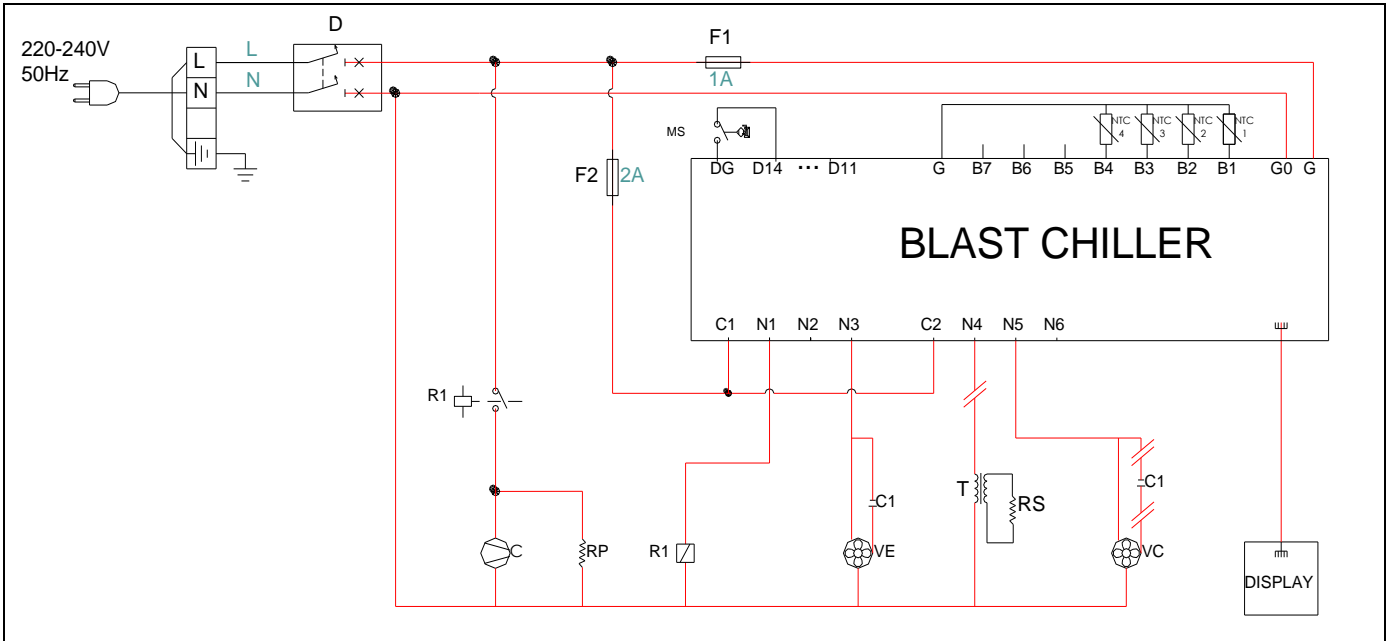 D
220-240V
50Hz
L
L
N
N
F1
1A
F2
2A
MS
NTC
4
NTC
3
NTC
2
NTC
1
DG D14 ... D11 G B7 B6 B5 B4 B3 B2 B1 G0 G
BLAST CHILLER
C1 N1 N2 N3 C2 N4 N5 N6
R1
C
RP
R1
C1
VE
T
RS
C1
VC
DISPLAY